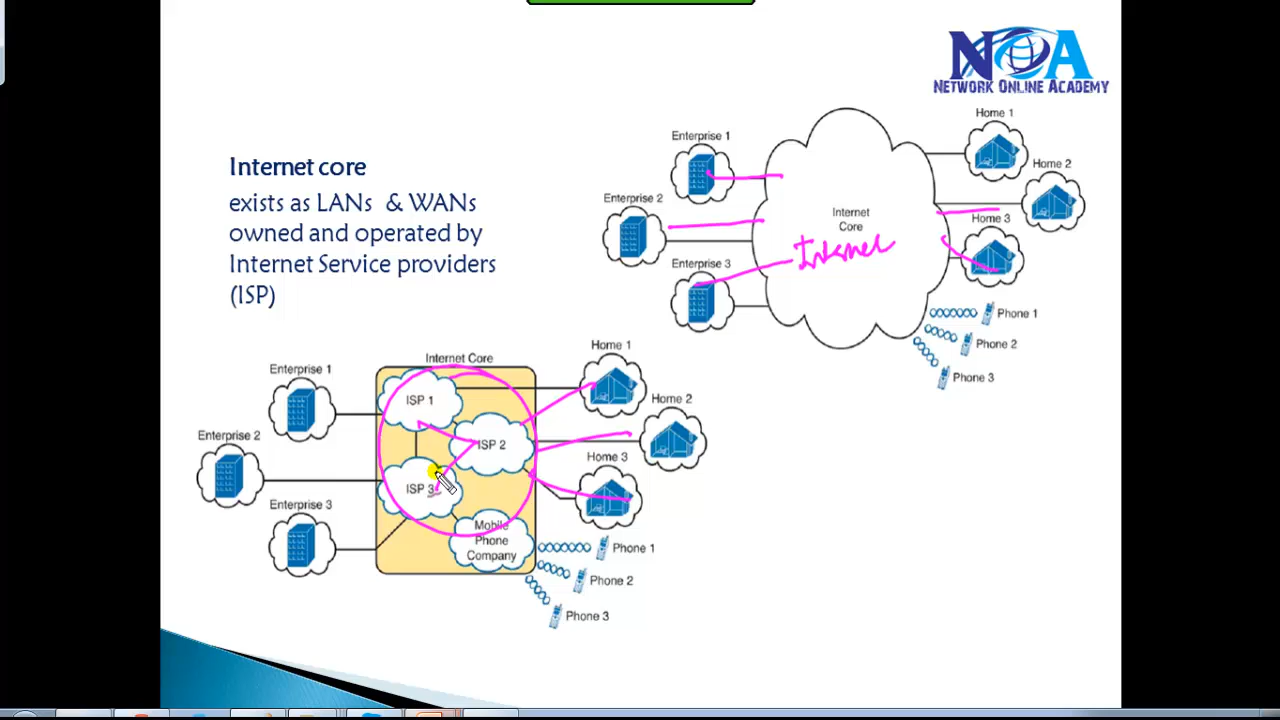 NOA
NETWORK ONLINE ACADEMY
Internet core
exists as LANs & WANs
owned and operated by
Internet Service providers
(ISP)
Enterprise 1
Enterprise 2
Enterprise 3
Internet
Core
Internet
Home 1
Home 2
Home 3
Phone 1
Phone 2
Phone 3
Internet Core
Enterprise 1
Enterprise 2
Enterprise 3
ISP 1
ISP 2
ISP 3
Mobile
Phone
Company
Home 1
Home 2
Home 3
Phone 1
Phone 2
Phone 3